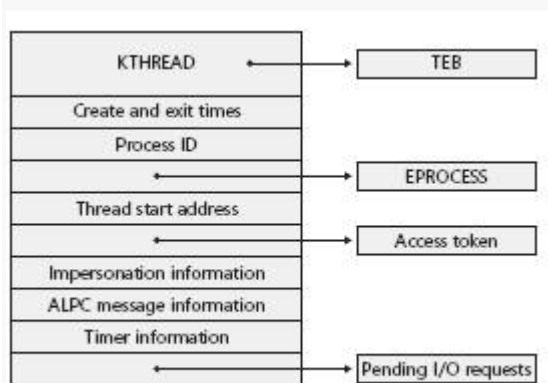 KTHREAD
TEB
Create and exit times
Process ID
EPROCESS
Thread start address
Access token
Impersonation information
ALPC message information
Timer information
Pending I/O requests